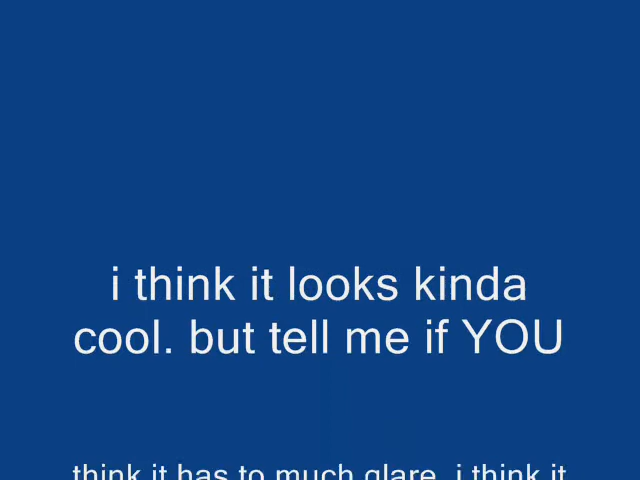 i think it looks kinda
cool. but tell me if YOU
think it has to much glare. i think it